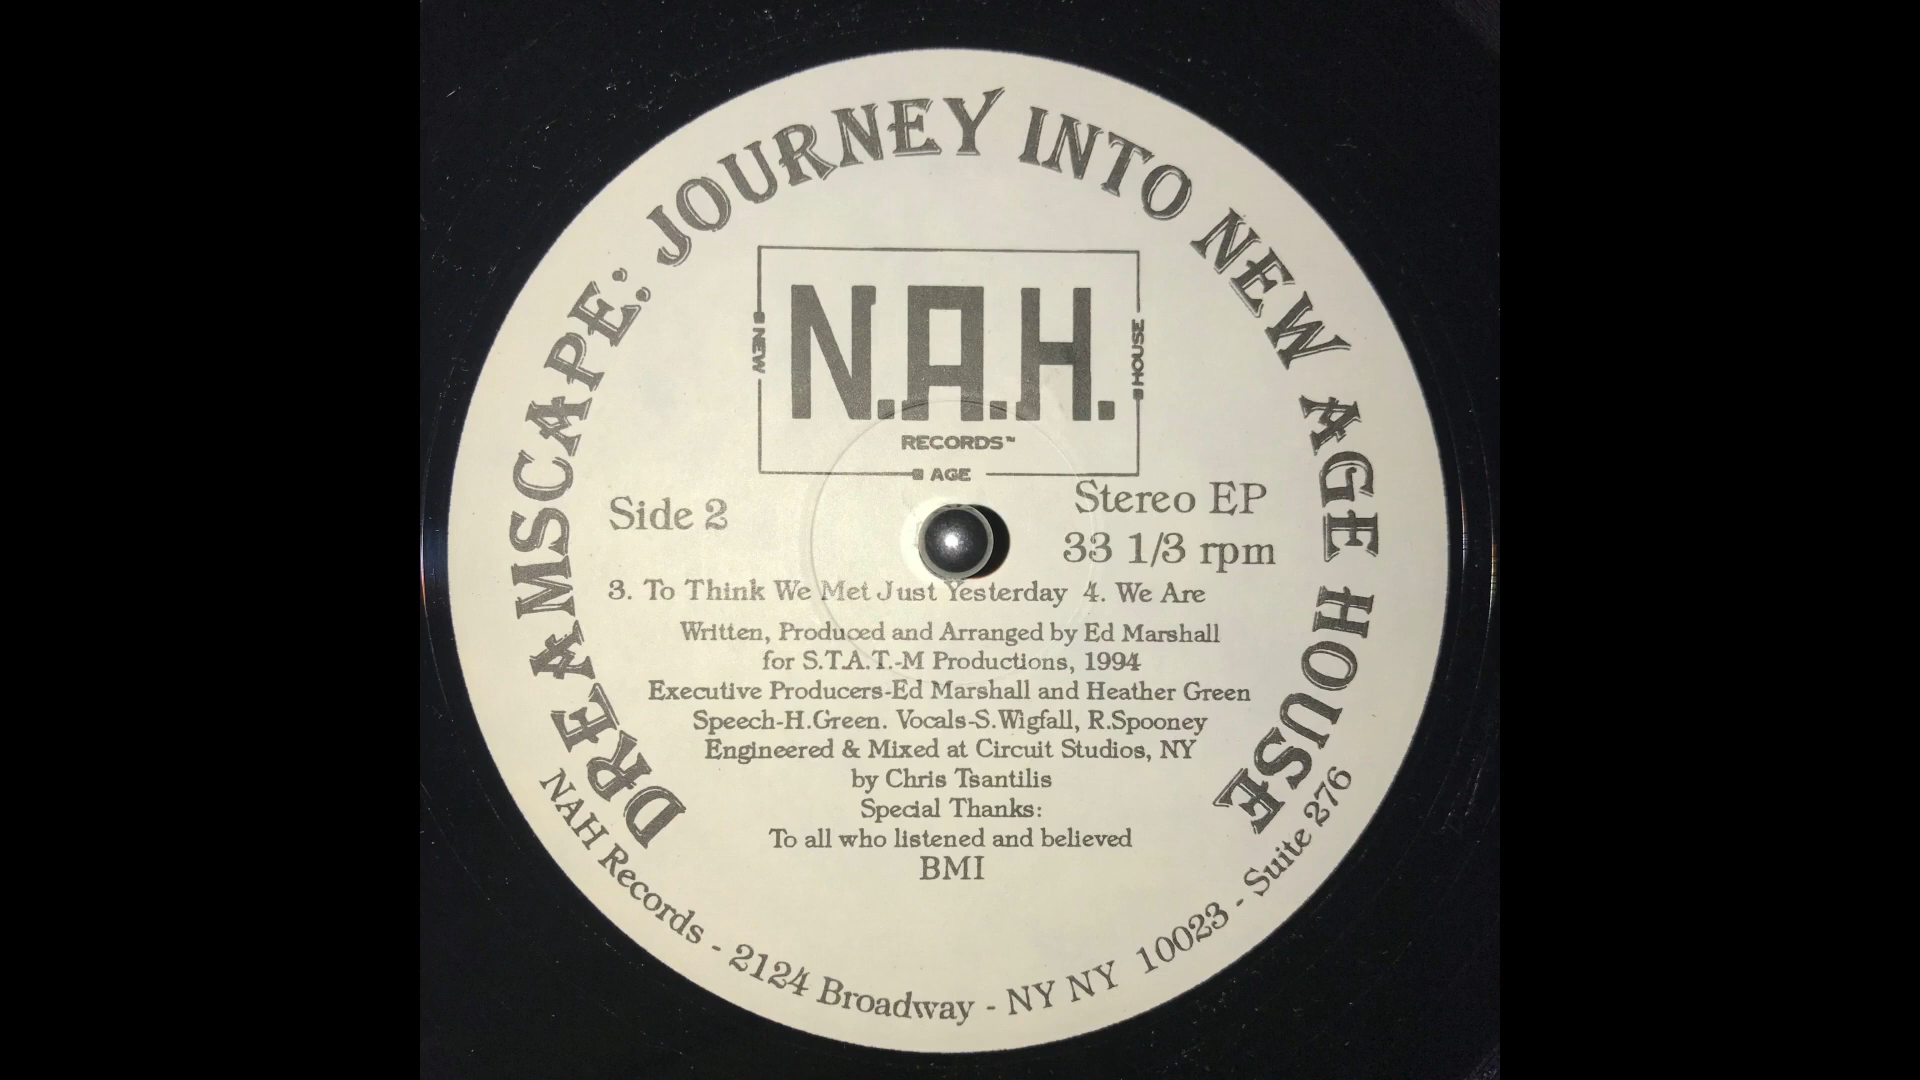 DREAMSCAPE: JOURNEY INTO NEW AGE HOUSE
N.A.H.
RECORDS™
NEW
AGE
HOUSE
Side 2
Stereo EP
33 1/3 rpm
3. To Think We Met Just Yesterday 4. We Are
Written, Produced and Arranged by Ed Marshall
for S.T.A.T.-M Productions, 1994
Executive Producers-Ed Marshall and Heather Green
Speech-H.Green. Vocals-S.Wigfall, R.Spooney
Engineered & Mixed at Circuit Studios, NY
by Chris Tsantilis
Special Thanks:
To all who listened and believed
BMI
NAH Records - 2124 Broadway - NY NY 10023 - Suite 276